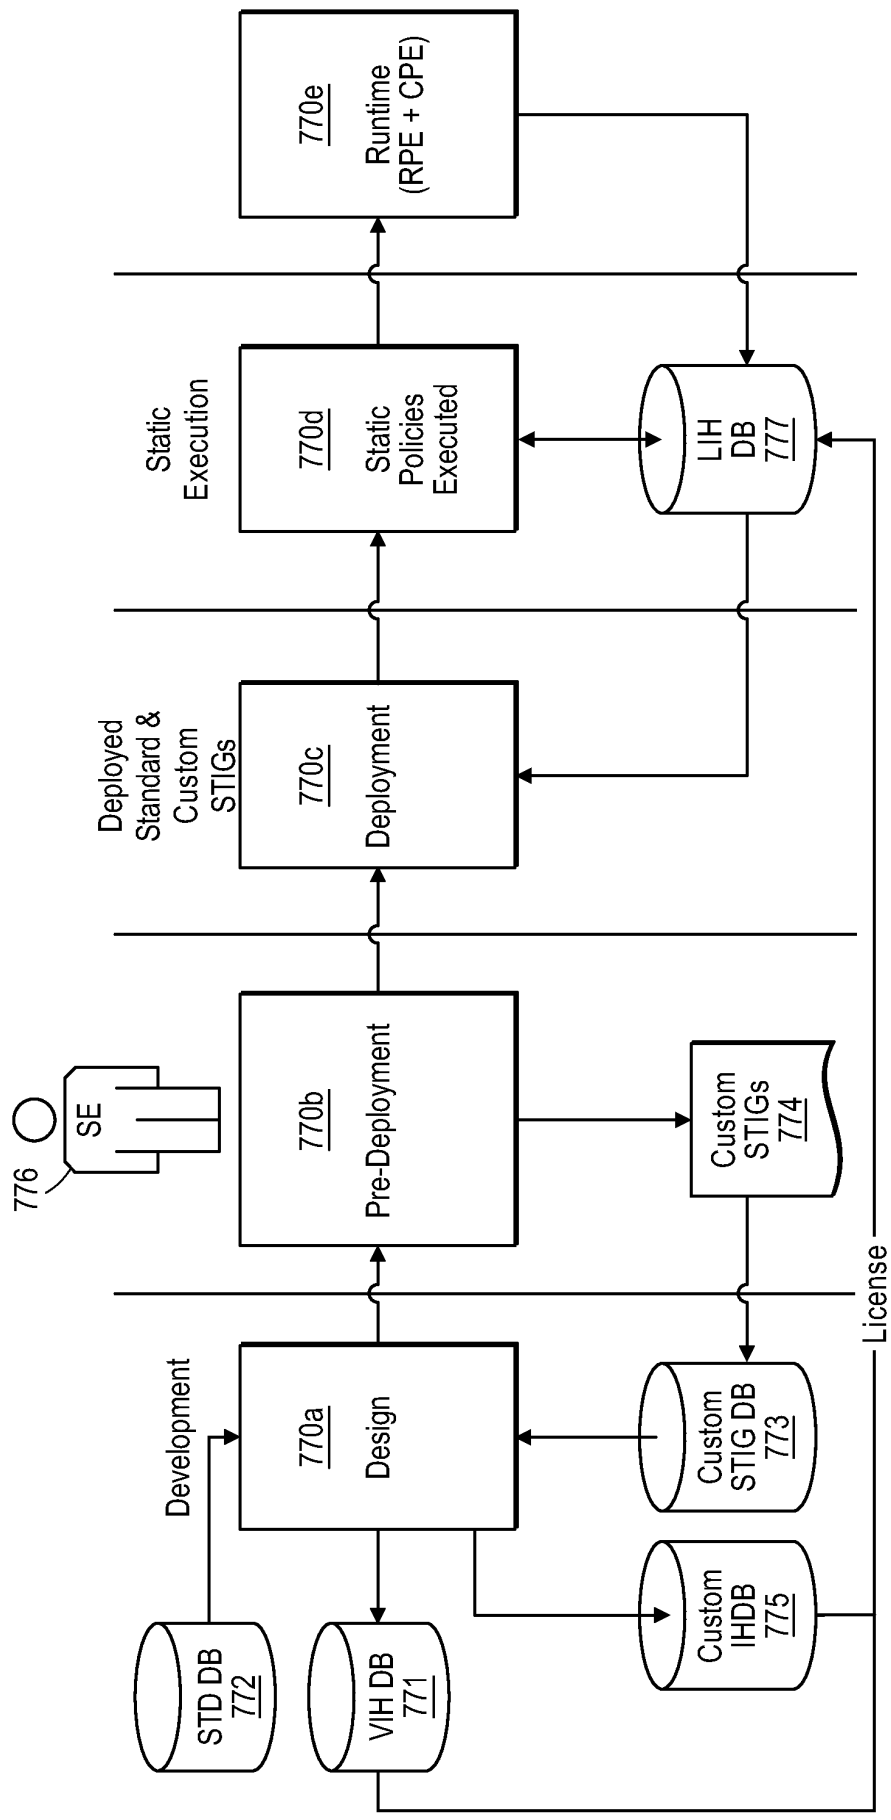 776
SE
Development
Deployed
Standard &
Custom
STIGs
Static
Execution
STD DB
772
VIH DB
771
770a
Design
770b
Pre-Deployment
770c
Deployment
770d
Static
Policies
Executed
770e
Runtime
(RPE + CPE)
Custom
IHDB
775
Custom
STIG DB
773
Custom
STIGs
774
LIH
DB
777
License